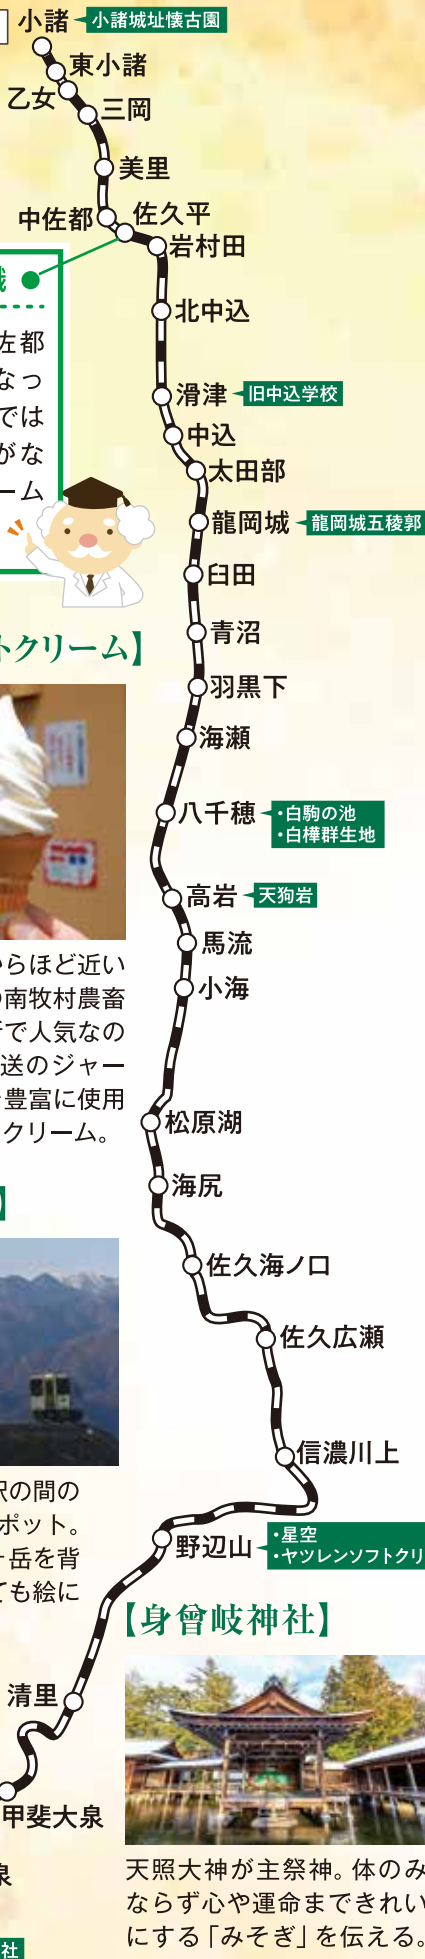 小諸
小諸城址懐古園
東小諸
乙女
三岡
美里
中佐都
佐久平
岩村田
北中込
佐都
なっ
では
がな
ーム
滑津
旧中込学校
中込
太田部
龍岡城
龍岡城五稜郭
臼田
青沼
トクリーム】
羽黒下
海瀬
八千穂
・白駒の池
・白樺群生地
高岩
天狗岩
馬流
小海
からほど近い
南牧村農畜
で人気なの
送のジャー
豊富に使用
クリーム。
松原湖
海尻
】
佐久海ノ口
佐久広瀬
信濃川上
駅の間の
ポット。
岳を背
ても絵に
野辺山
・星空
・ヤツレンソフトクリ
【身曾岐神社】
清里
甲斐大泉
泉
社
天照大神が主祭神。体のみ
ならず心や運命まできれい
にする「みそぎ」を伝える。